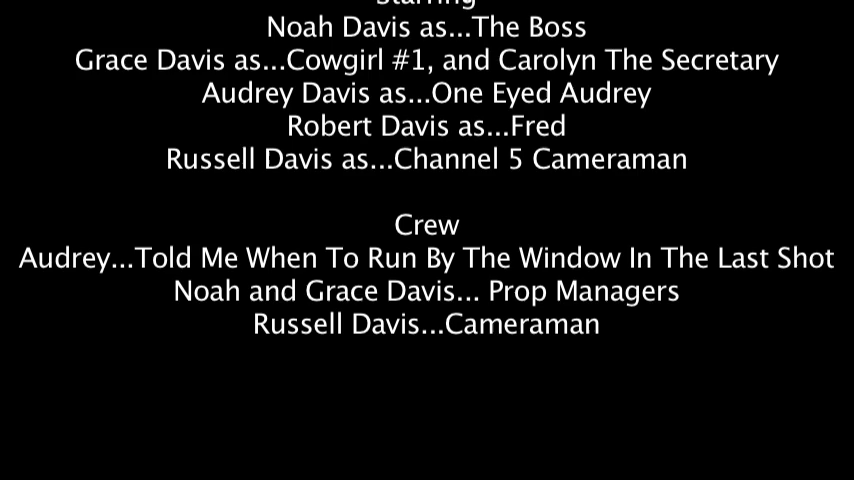 Starring
Noah Davis as...The Boss
Grace Davis as...Cowgirl #1, and Carolyn The Secretary
Audrey Davis as...One Eyed Audrey
Robert Davis as...Fred
Russell Davis as...Channel 5 Cameraman
Crew
Audrey...Told Me When To Run By The Window In The Last Shot
Noah and Grace Davis... Prop Managers
Russell Davis...Cameraman